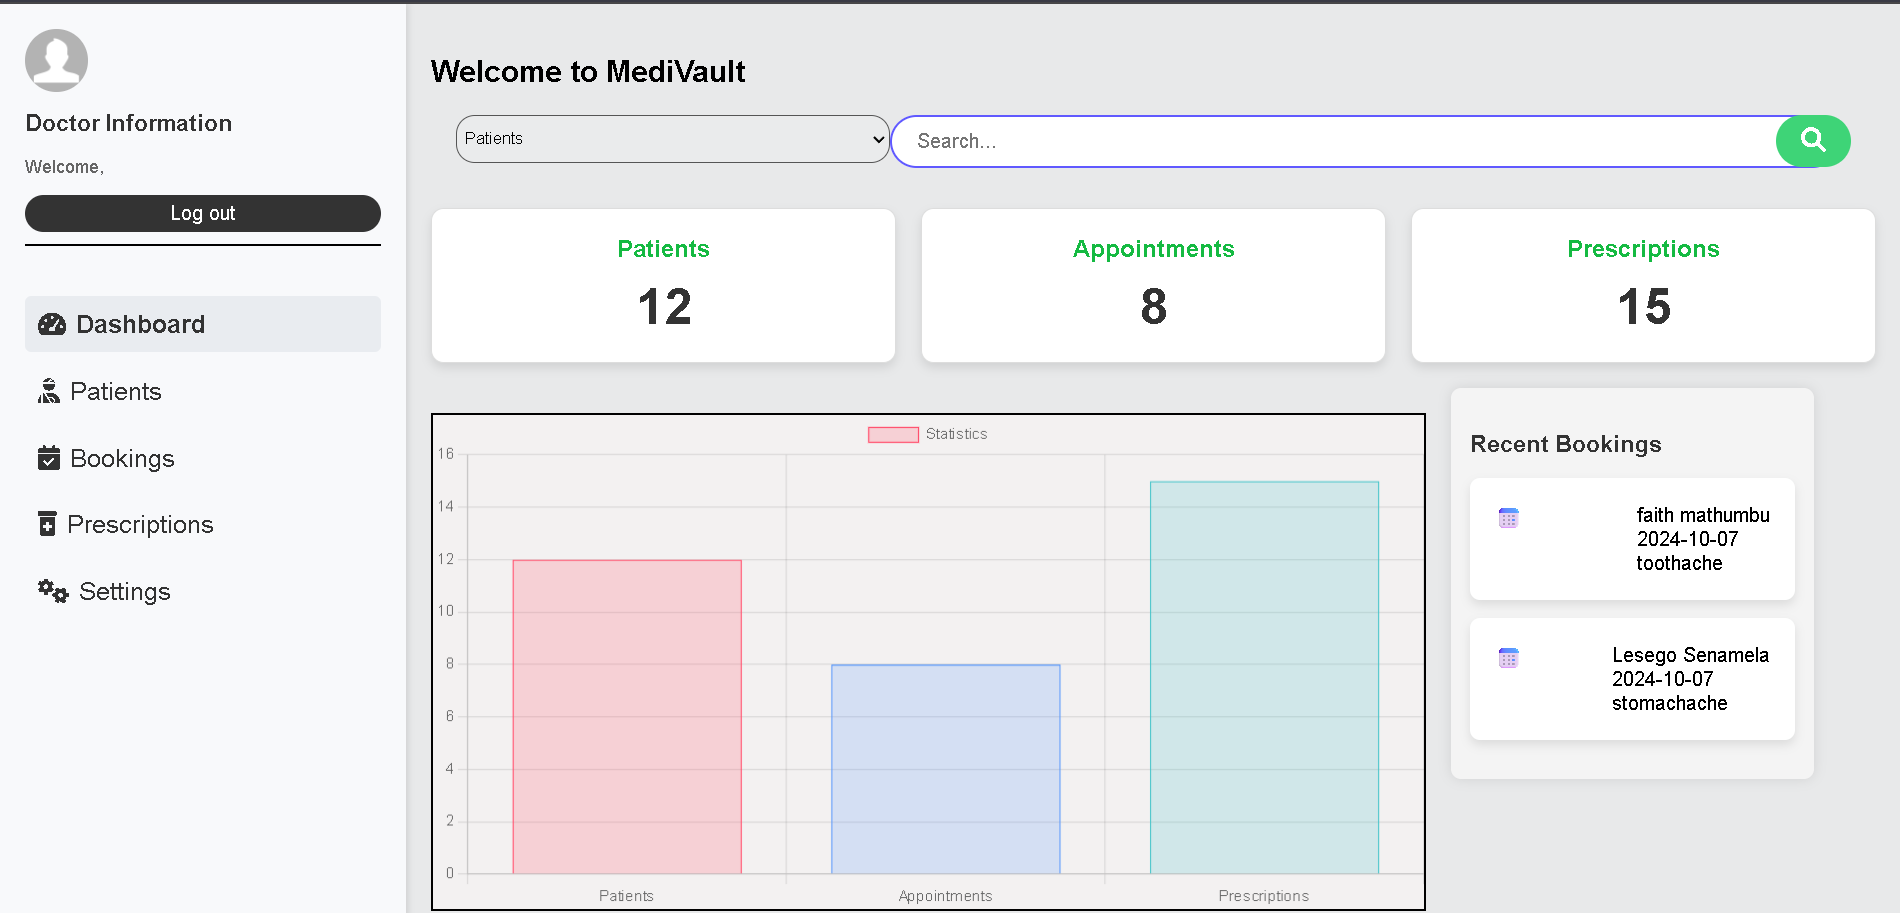 Doctor Information
Welcome,
Log out
Dashboard
Patients
Bookings
Prescriptions
Settings
Welcome to MediVault
Patients
Search...
Patients
12
Appointments
8
Prescriptions
15
Statistics
16
14
12
10
8
6
4
2
0
Patients
Appointments
Prescriptions
Recent Bookings
faith mathumbu
2024-10-07
toothache
Lesego Senamela
2024-10-07
stomachache